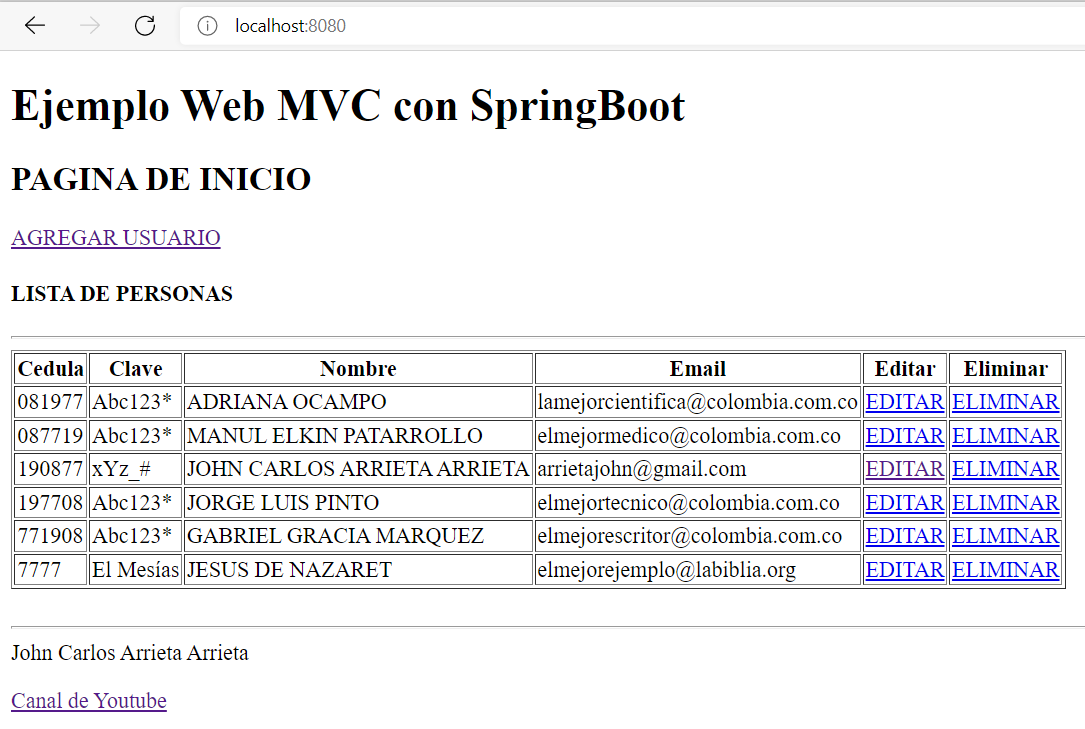 localhost:8080
Ejemplo Web MVC con SpringBoot
PAGINA DE INICIO
AGREGAR USUARIO
LISTA DE PERSONAS
Cedula Clave Nombre Email Editar Eliminar
081977 Abc123* ADRIANA OCAMPO lamejorcientifica@colombia.com.co EDITAR ELIMINAR
087719 Abc123* MANUL ELKIN PATARROLLO elmejormedico@colombia.com.co EDITAR ELIMINAR
190877 xYz_# JOHN CARLOS ARRIETA ARRIETA arrietajohn@gmail.com EDITAR ELIMINAR
197708 Abc123* JORGE LUIS PINTO elmejortecnico@colombia.com.co EDITAR ELIMINAR
771908 Abc123* GABRIEL GRACIA MARQUEZ elmejorescritor@colombia.com.co EDITAR ELIMINAR
7777 El Mesías JESUS DE NAZARET elmejorejemplo@labiblia.org EDITAR ELIMINAR
John Carlos Arrieta Arrieta
Canal de Youtube